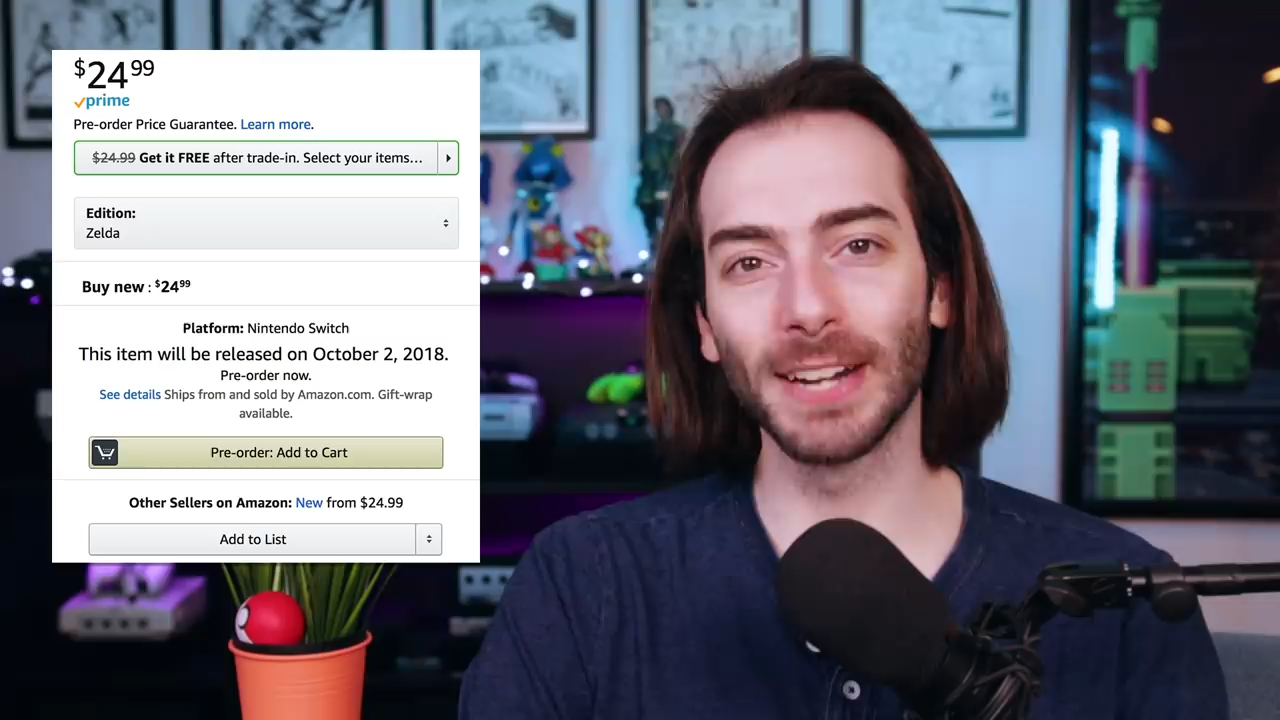 $24.99
prime
Pre-order Price Guarantee. Learn more.
$24.99 Get it FREE after trade-in. Select your items...
Edition:
Zelda
Buy new : $24.99
Platform: Nintendo Switch
This item will be released on October 2, 2018.
Pre-order now.
See details Ships from and sold by Amazon.com. Gift-wrap
available.
Pre-order: Add to Cart
Other Sellers on Amazon: New from $24.99
Add to List